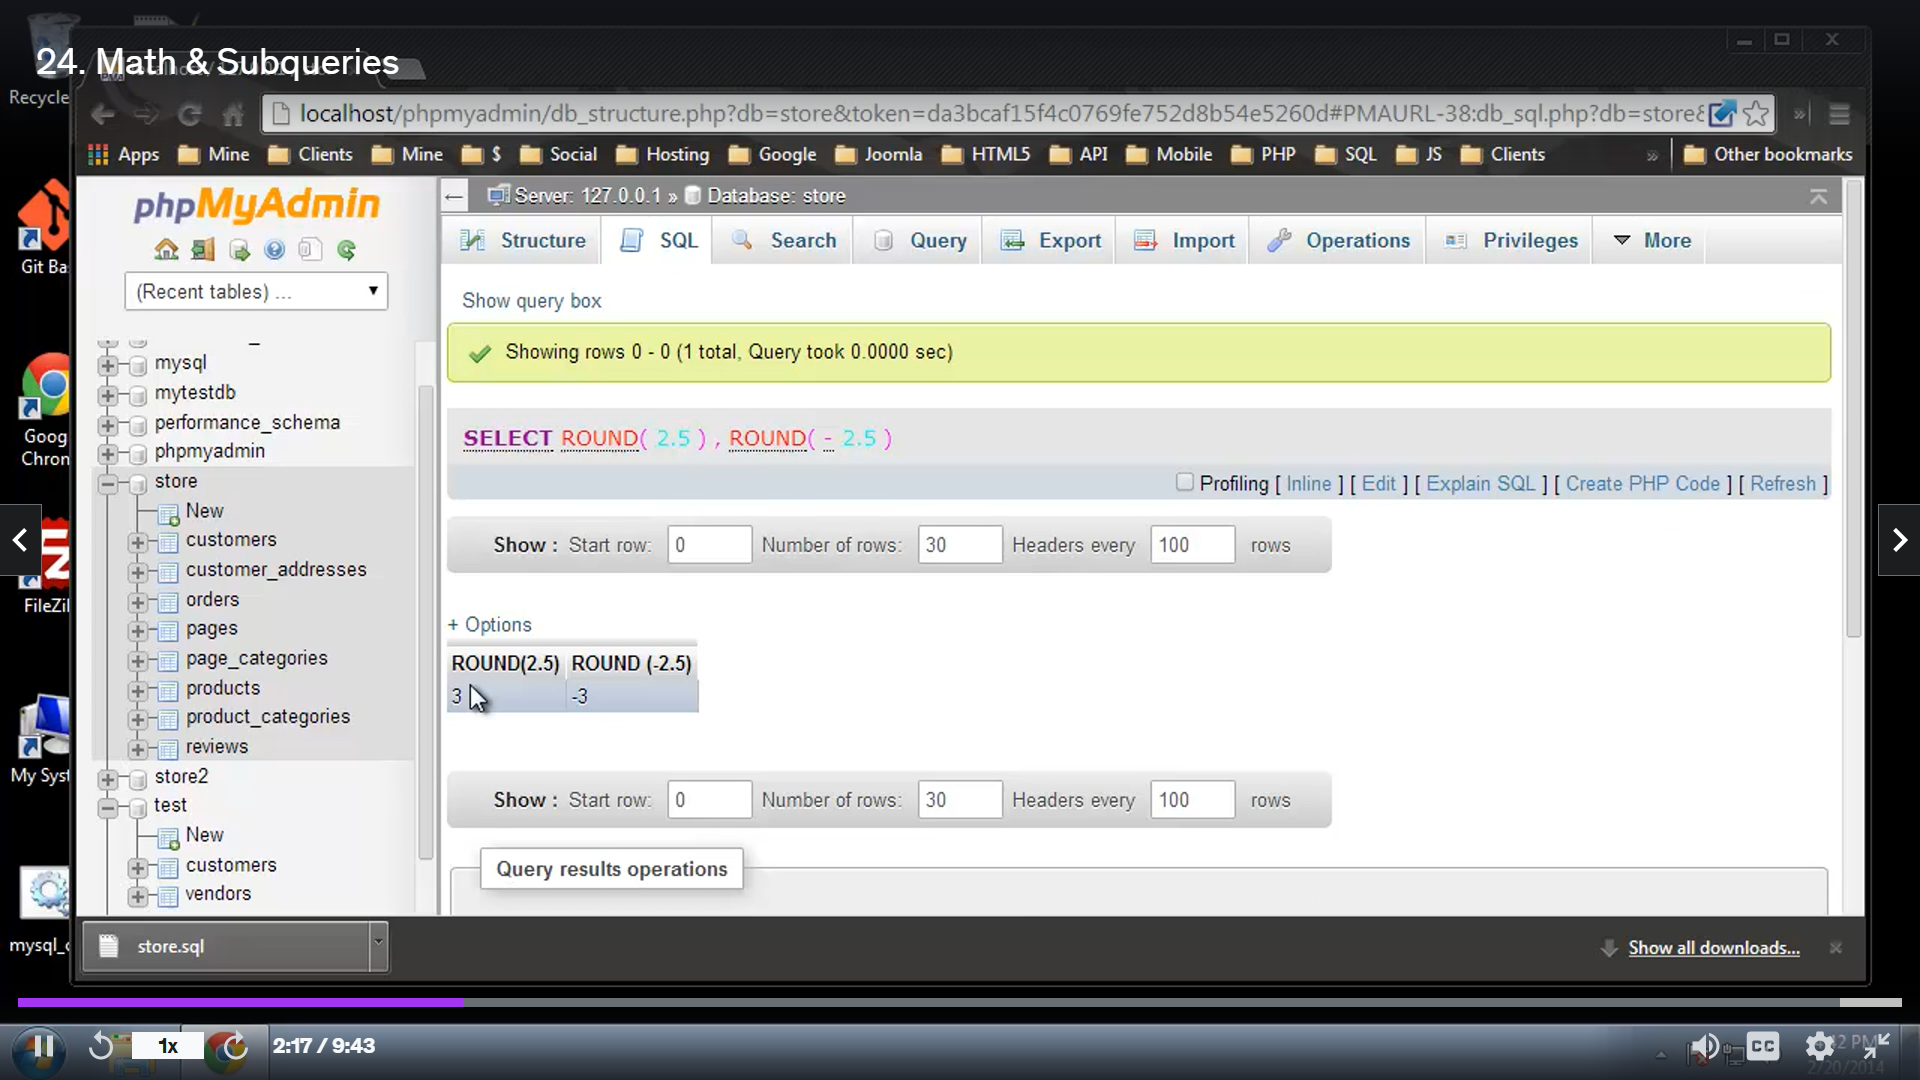 24. Math & Subqueries
Recycle
localhost/phpmyadmin/db_structure.php?db=store&token=da3bcaf15f4c0769fe752d8b54e5260d#PMAURL-38:db_sql.php?db=store&
Apps Mine Clients Mine $ Social Hosting Google Joomla HTML5 API Mobile PHP SQL JS Clients » Other bookmarks
phpMyAdmin
(Recent tables) ...
mysql
mytestdb
performance_schema
phpmyadmin
store
New
customers
customer_addresses
orders
pages
page_categories
products
product_categories
reviews
store2
test
New
customers
vendors
Server: 127.0.0.1 » Database: store
Structure SQL Search Query Export Import Operations Privileges More
Show query box
Showing rows 0 - 0 (1 total, Query took 0.0000 sec)
SELECT ROUND( 2.5 ) , ROUND( - 2.5 )
Profiling [ Inline ] [ Edit ] [ Explain SQL ] [ Create PHP Code ] [ Refresh ]
Show : Start row: 0 Number of rows: 30 Headers every 100 rows
+ Options
ROUND(2.5) ROUND (-2.5)
3 -3
Show : Start row: 0 Number of rows: 30 Headers every 100 rows
Query results operations
Git Ba
Goog
Chron
FileZil
My Syst
mysql_c
store.sql
Show all downloads...
1x
2:17 / 9:43
CC
2/20/2014